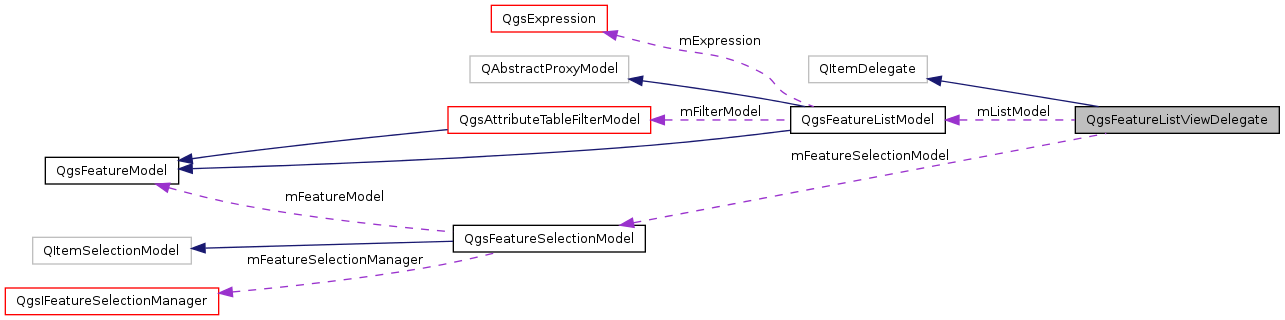 QgsExpression
mExpression
QAbstractProxyModel
QItemDelegate
QgsAttributeTableFilterModel
mFilterModel
QgsFeatureListModel
mListModel
QgsFeatureListViewDelegate
mFeatureSelectionModel
QgsFeatureModel
mFeatureModel
QgsFeatureSelectionModel
QItemSelectionModel
mFeatureSelectionManager
QgsIFeatureSelectionManager